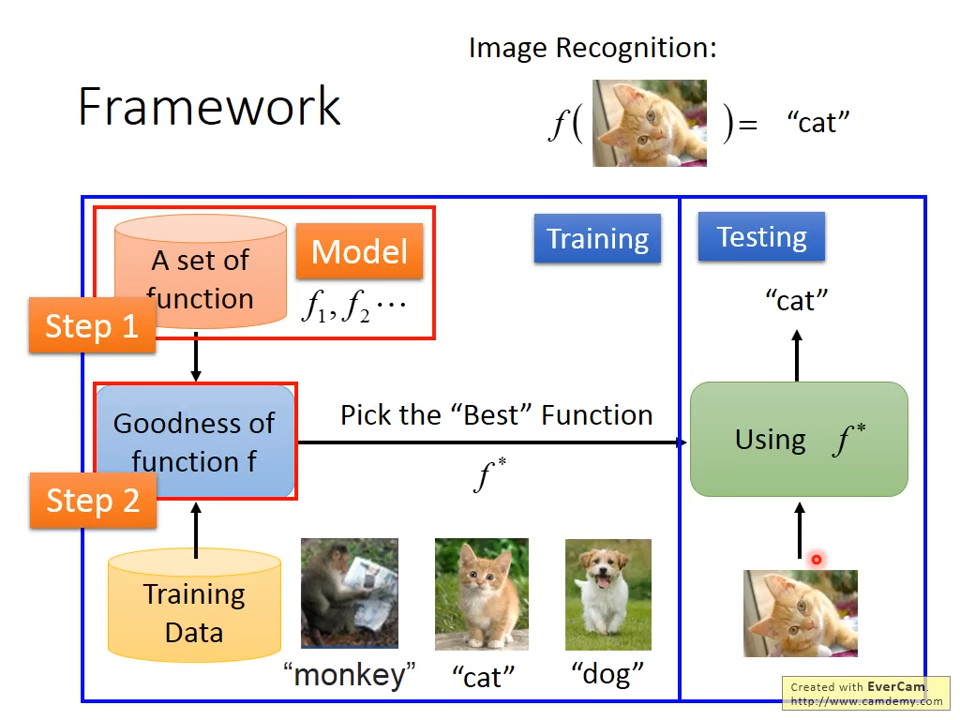 Image Recognition:
Framework
f( ) = “cat”
A set of
function
Model
f₁, f₂ ⋯
Training
Testing
“cat”
Step 1
Goodness of
function f
Pick the “Best” Function
f*
Using f*
Step 2
Training
Data
“monkey”
“cat”
“dog”
Created with EverCam.
http://www.camdemy.com